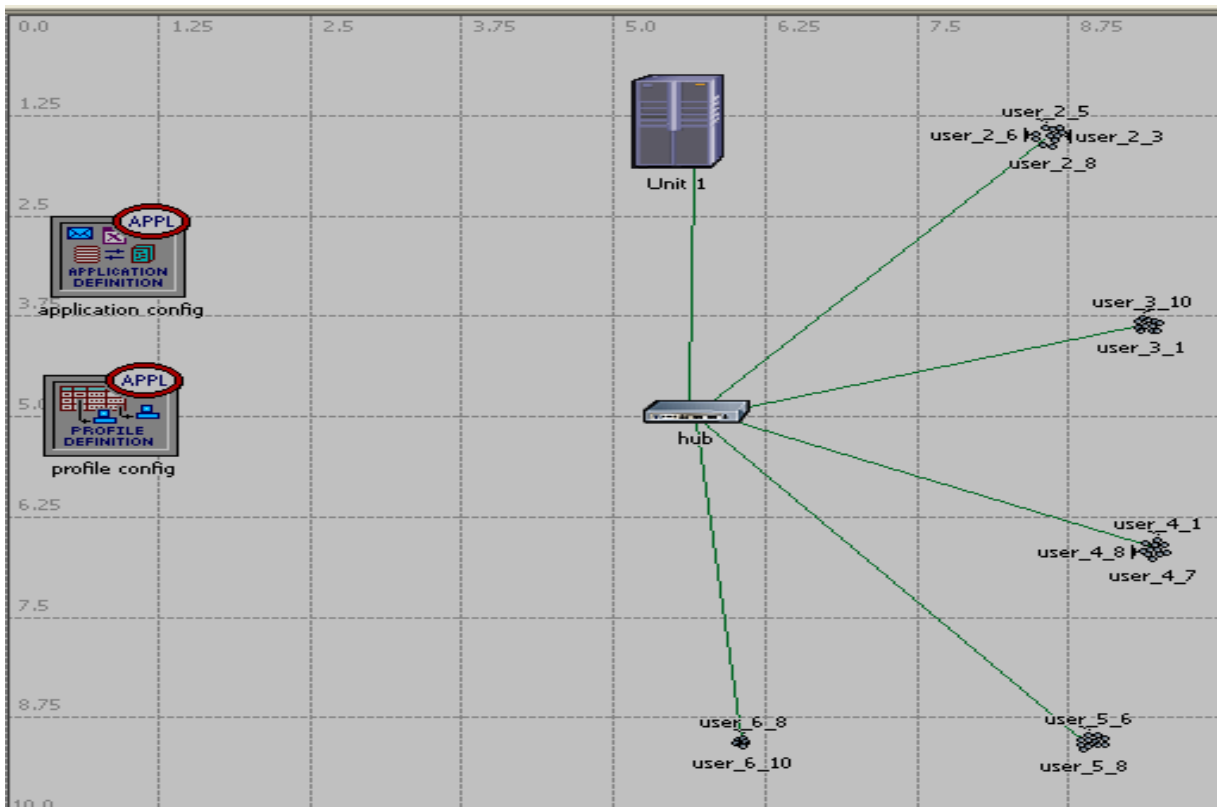 0.0 1.25 2.5 3.75 5.0 6.25 7.5 8.75
1.25
user_2_5
user_2_6 user_2_3
user_2_8
Unit 1
2.5
APPL
APPLICATION
DEFINITION
3.75
application config
user_3_10
user_3_1
APPL
5.0
PROFILE
DEFINITION
hub
profile config
6.25
user_4_1
user_4_8
user_4_7
7.5
8.75
user_6_8 user_5_6
user_6_10 user_5_8
10.0